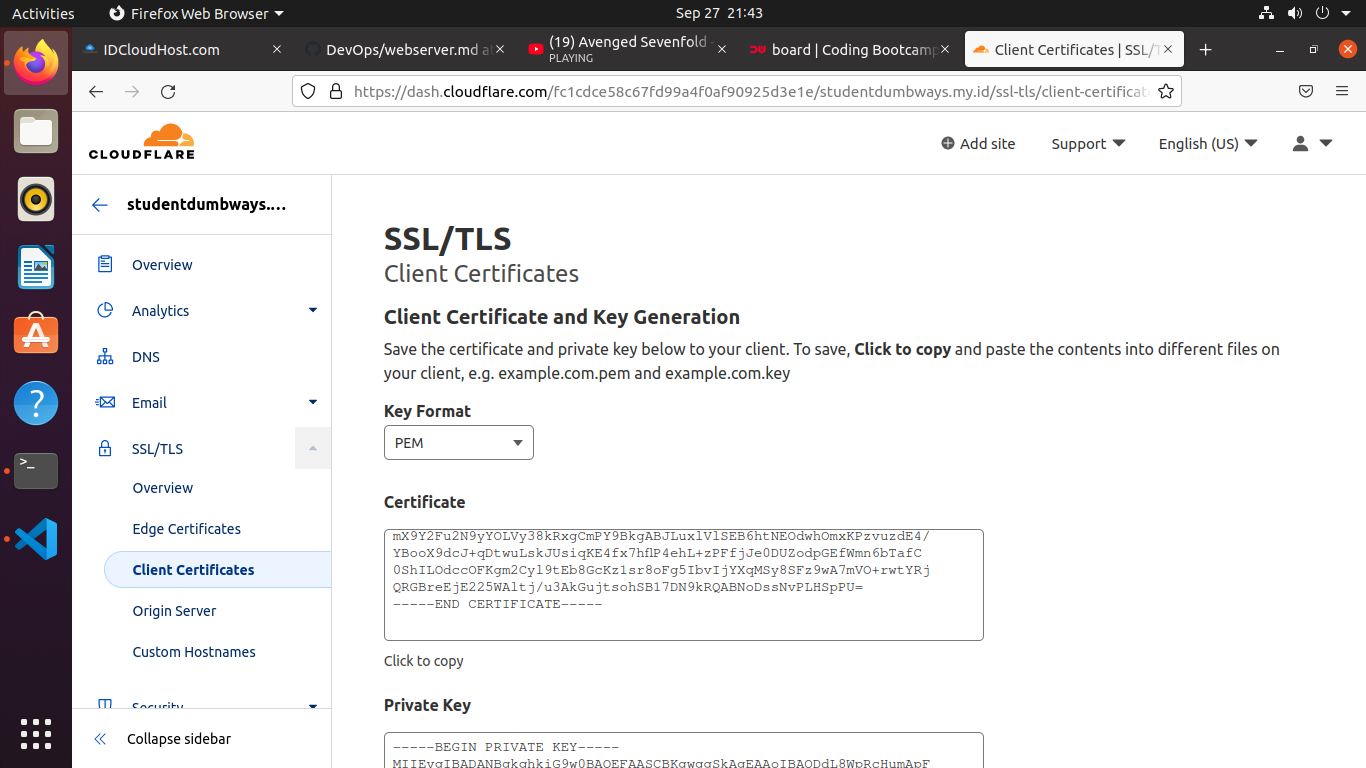 Activities
Firefox Web Browser
Sep 27 21:43
IDCloudHost.com
DevOps/webserver.md at
(19) Avenged Sevenfold -
PLAYING
board | Coding Bootcamp
Client Certificates | SSL/T
https://dash.cloudflare.com/fc1cdce58c67fd99a4f0af90925d3e1e/studentdumbways.my.id/ssl-tls/client-certificate
CLOUDFLARE
Add site
Support
English (US)
studentdumbways....
Overview
Analytics
DNS
Email
SSL/TLS
Overview
Edge Certificates
Client Certificates
Origin Server
Custom Hostnames
Security
Collapse sidebar
SSL/TLS
Client Certificates
Client Certificate and Key Generation
Save the certificate and private key below to your client. To save, Click to copy and paste the contents into different files on
your client, e.g. example.com.pem and example.com.key
Key Format
PEM
Certificate
mX9Y2Fu2N9yYOLVy38kRxgCmPY9BkgABJLuxlVlSEB6htNEOdwhOmxKPzvuzdE4/
YBooX9dcJ+qDtwuLskJUsiqKE4fx7hflP4ehL+zPFfjJe0DUZodpGEfWmn6bTafC
0ShILOdccOFKgm2Cyl9tEb8GcKz1sr8oFg5IbvIjYXqMSy8SFz9wA7mVO+rwtYRj
QRGBreEjE225WAltj/u3AkGujtsohSB17DN9kRQABNoDssNvPLHSpPU=
-----END CERTIFICATE-----
Click to copy
Private Key
-----BEGIN PRIVATE KEY-----